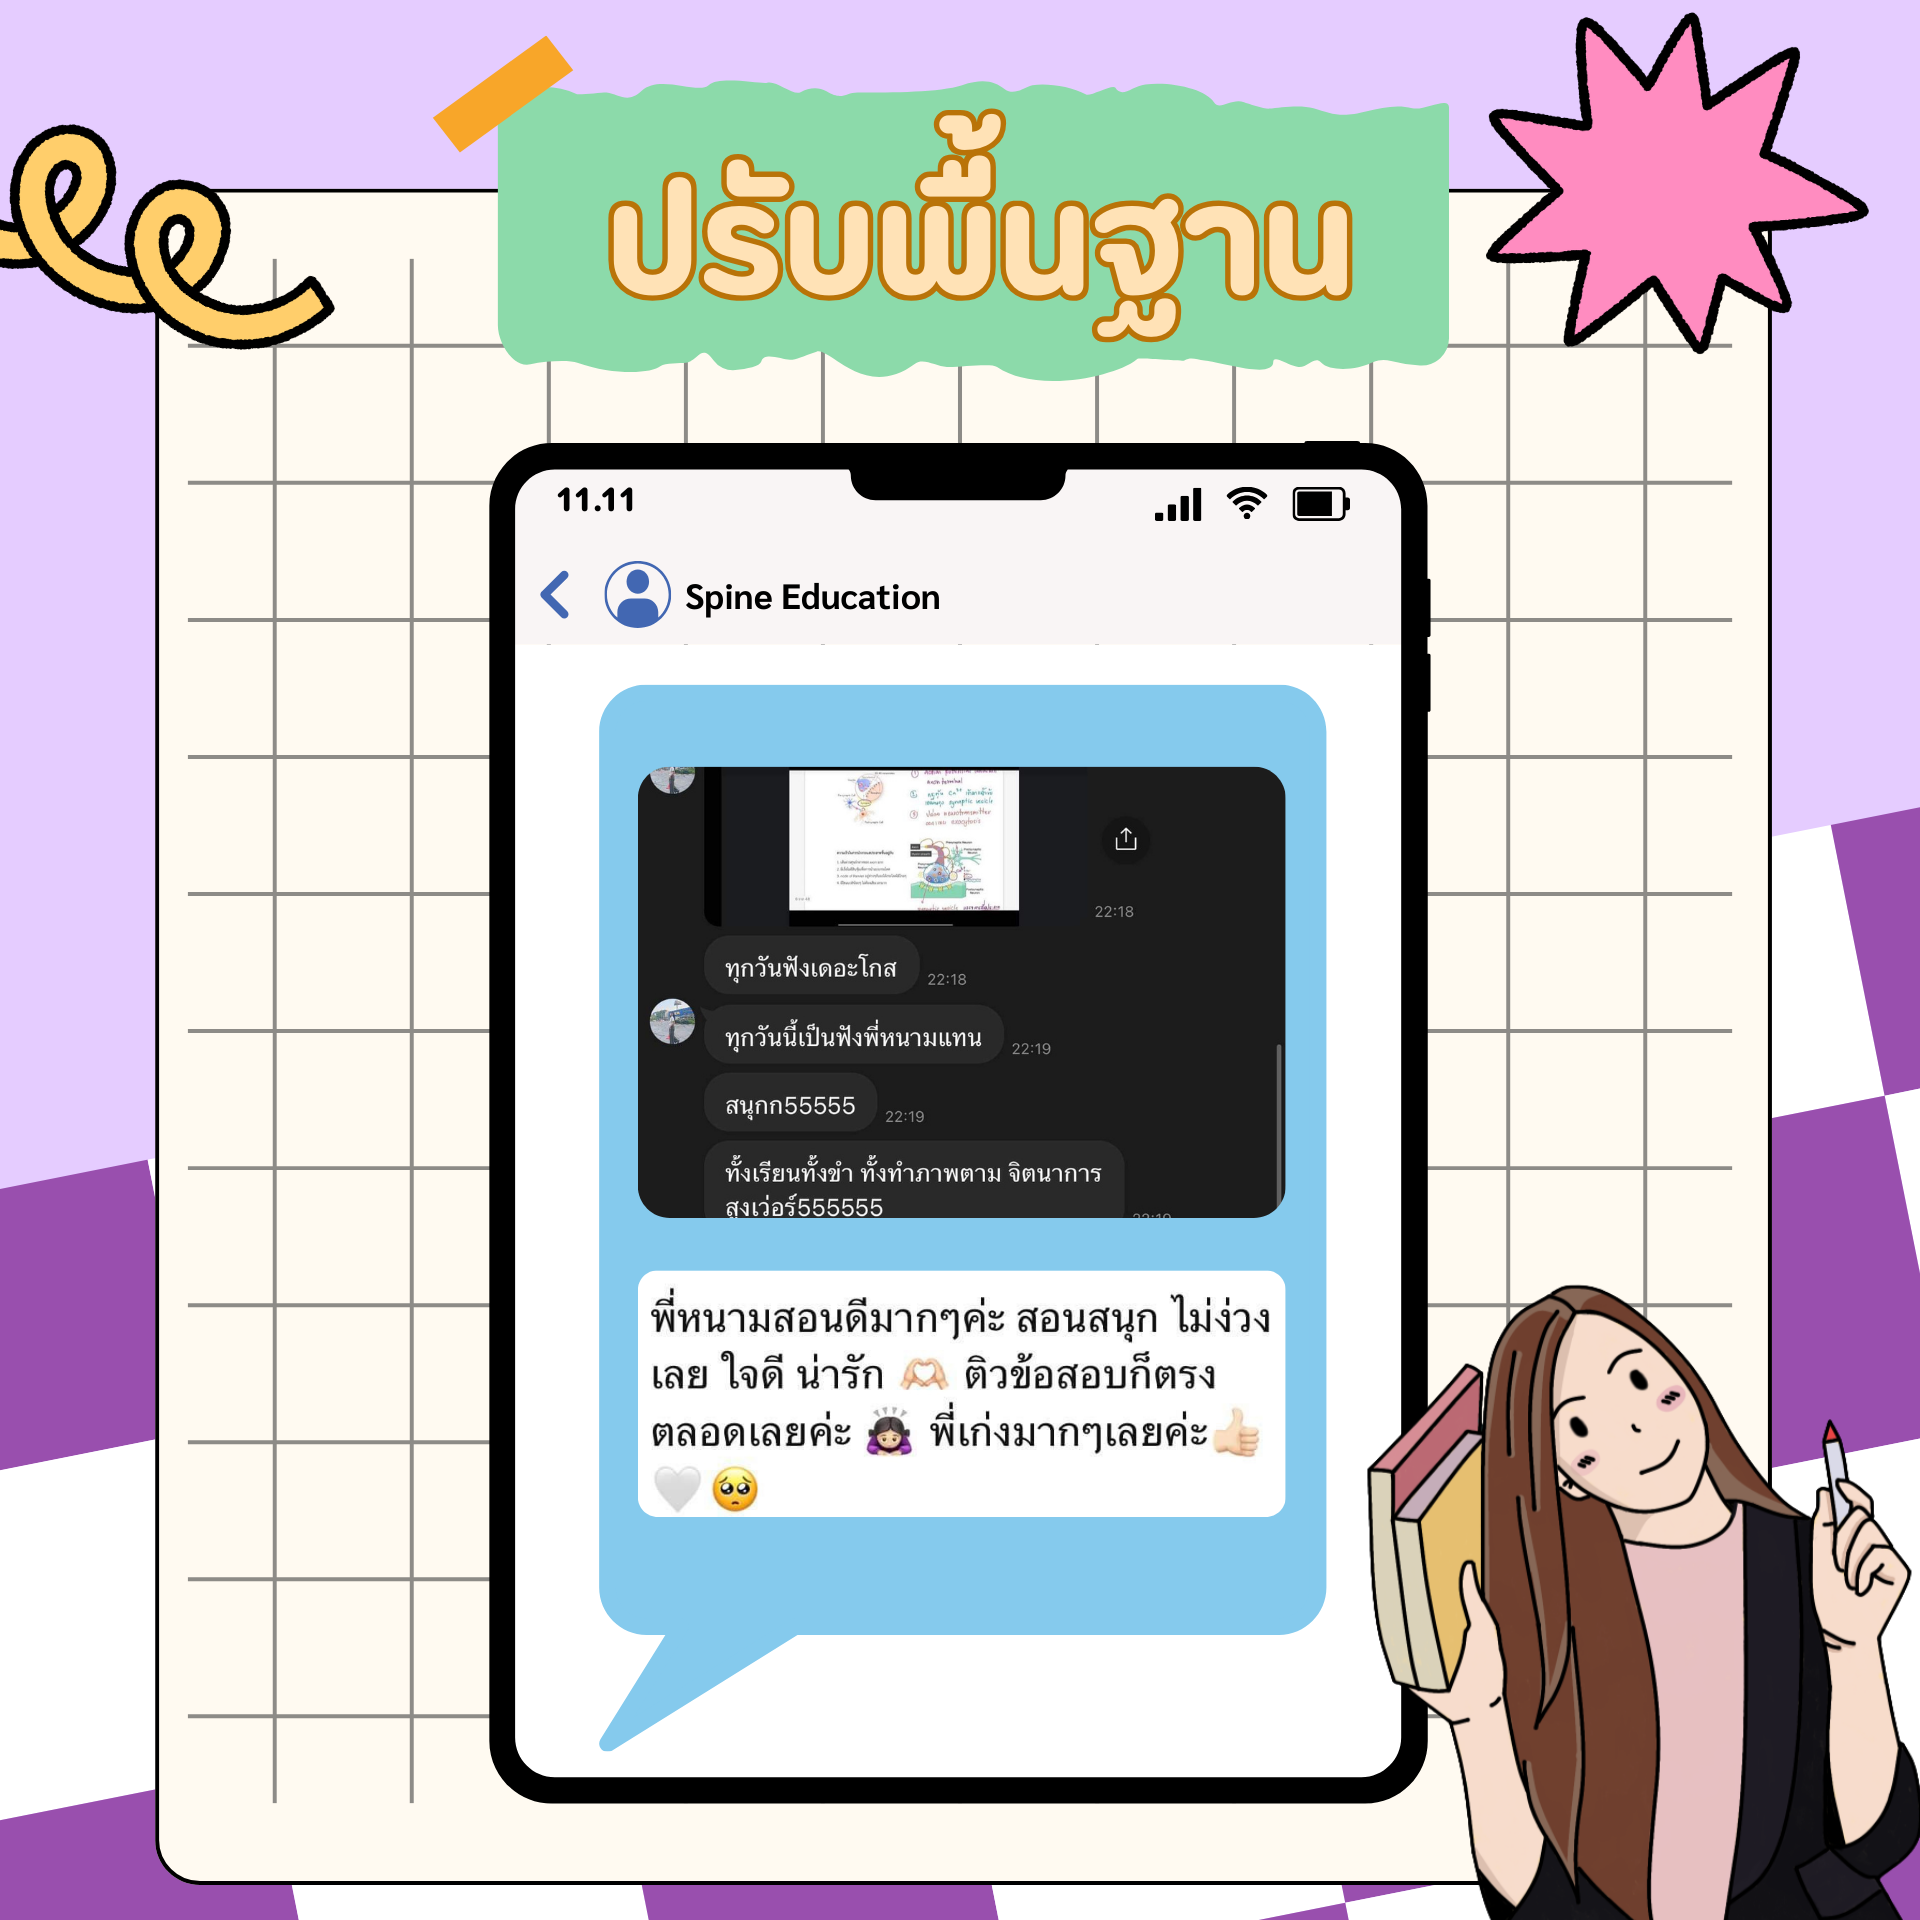 ปรับพื้นฐาน
11.11
Spine Education
axon terminal
synaptic vesicle
neurotransmitter
exocytosis
22:18
ทุกวันฟังเดอะโกส
22:18
ทุกวันนี้เป็นฟังพี่หนามแทน
22:19
สนุกก55555
22:19
ทั้งเรียนทั้งขำ ทั้งทำภาพตาม จิตนาการ
สูงเว่อร์555555
22:19
พี่หนามสอนดีมากๆค่ะ สอนสนุก ไม่ง่วง
เลย ใจดี น่ารัก 🫶🏻 ติวข้อสอบก็ตรง
ตลอดเลยค่ะ 🙇🏻‍♀️ พี่เก่งมากๆเลยค่ะ👍🏻
🤍🥺